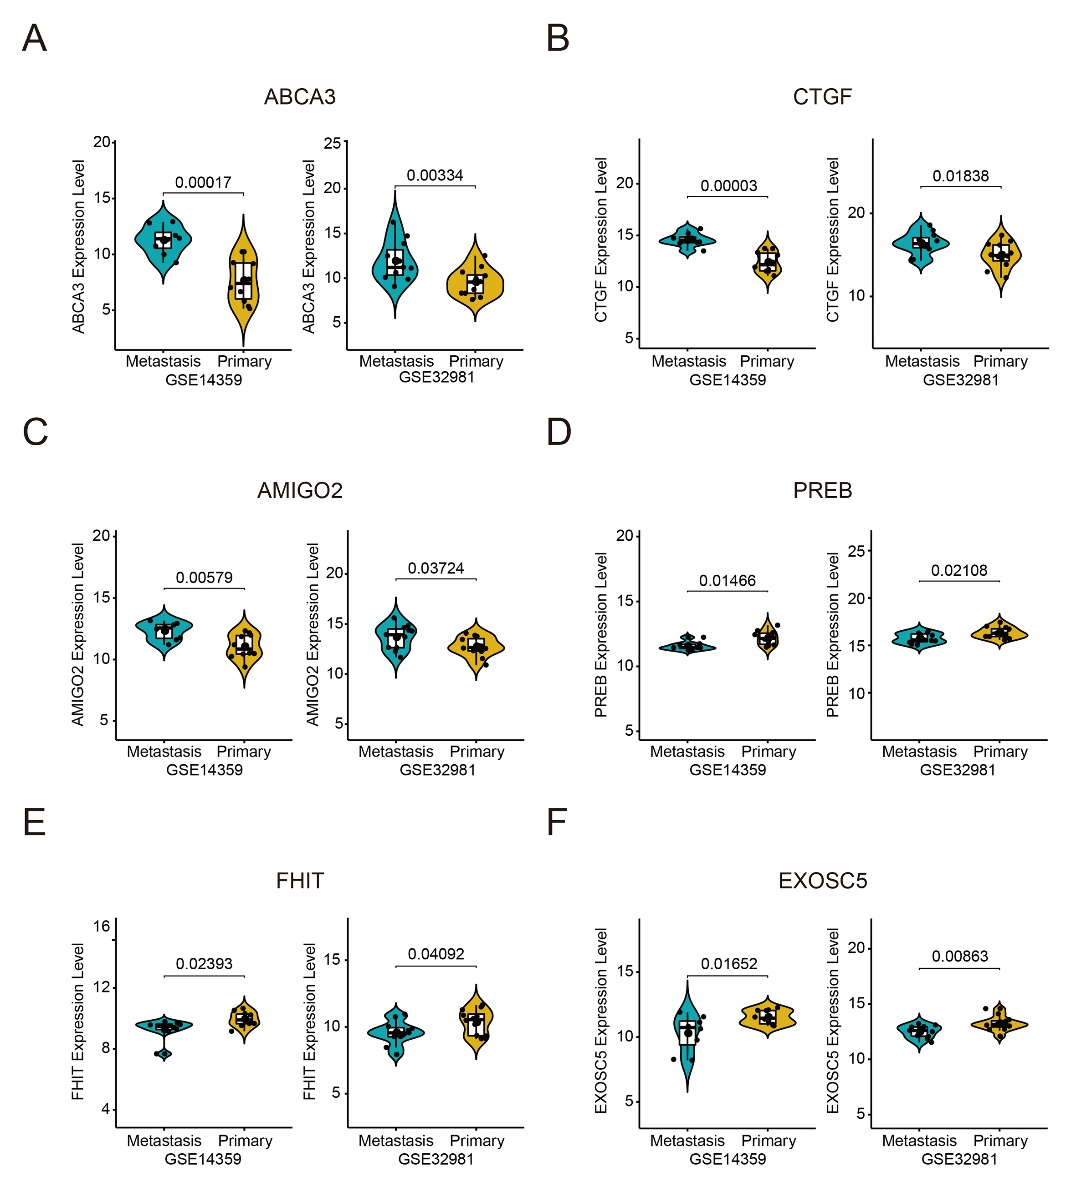 A
ABCA3
ABCA3 Expression Level
20
15
10
5
0.00017
Metastasis Primary
GSE14359
ABCA3 Expression Level
25
20
15
10
5
0.00334
Metastasis Primary
GSE32981
B
CTGF
CTGF Expression Level
20
15
10
5
0.00003
Metastasis Primary
GSE14359
CTGF Expression Level
20
10
0.01838
Metastasis Primary
GSE32981
C
AMIGO2
AMIGO2 Expression Level
20
15
10
5
0.00579
Metastasis Primary
GSE14359
AMIGO2 Expression Level
20
15
10
5
0.03724
Metastasis Primary
GSE32981
D
PREB
PREB Expression Level
20
15
10
5
0.01466
Metastasis Primary
GSE14359
PREB Expression Level
25
20
15
10
0.02108
Metastasis Primary
GSE32981
E
FHIT
FHIT Expression Level
16
12
8
4
0.02393
Metastasis Primary
GSE14359
FHIT Expression Level
15
10
5
0.04092
Metastasis Primary
GSE32981
F
EXOSC5
EXOSC5 Expression Level
15
10
5
0.01652
Metastasis Primary
GSE14359
EXOSC5 Expression Level
20
15
10
5
0.00863
Metastasis Primary
GSE32981